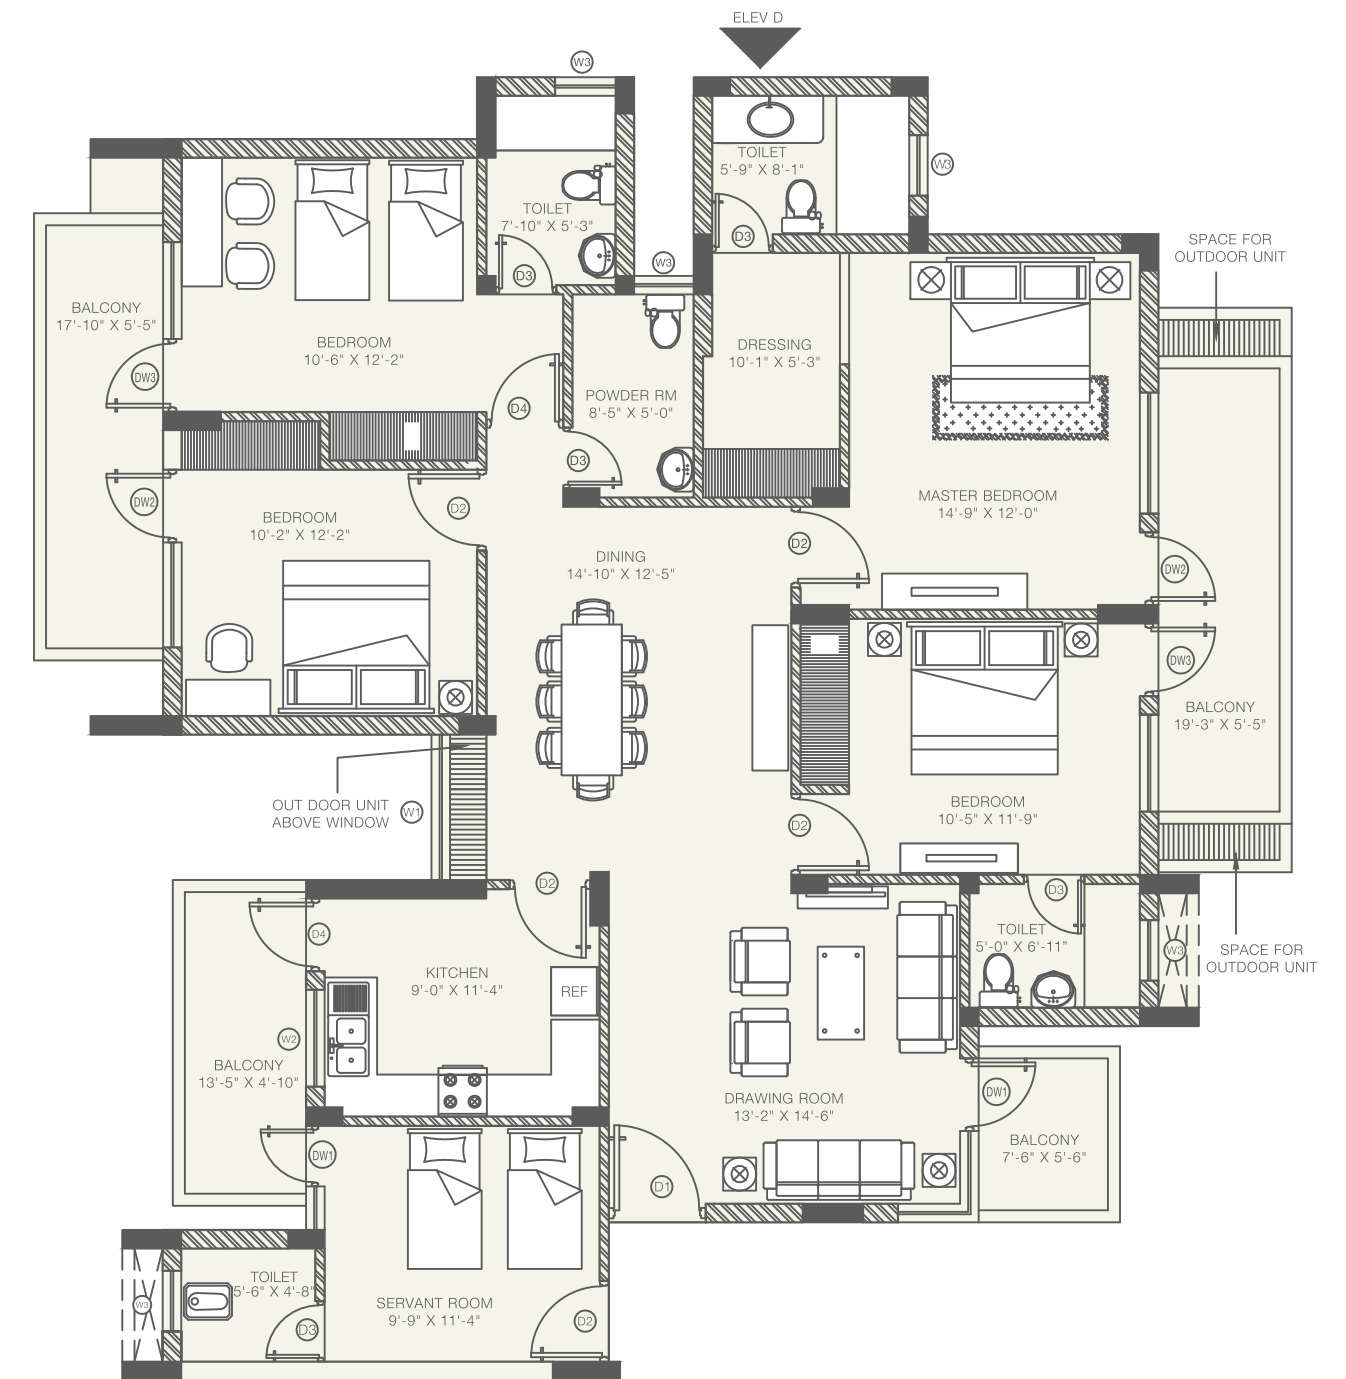 ELEV D
W3
TOILET
5'-9" X 8'-1"
W3
D3
TOILET
7'-10" X 5'-3"
D3
W3
SPACE FOR
OUTDOOR UNIT
BALCONY
17'-10" X 5'-5"
BEDROOM
10'-6" X 12'-2"
DRESSING
10'-1" X 5'-3"
DW3
POWDER RM
8'-5" X 5'-0"
D4
D3
DW2
D2
MASTER BEDROOM
14'-9" X 12'-0"
BEDROOM
10'-2" X 12'-2"
DINING
14'-10" X 12'-5"
D2
DW2
DW3
BALCONY
19'-3" X 5'-5"
OUT DOOR UNIT
ABOVE WINDOW
W1
D2
BEDROOM
10'-5" X 11'-9"
D2
D3
D4
TOILET
5'-0" X 6'-11”
W3
SPACE FOR
OUTDOOR UNIT
KITCHEN
9'-0" X 11'-4"
REF
W2
BALCONY
13'-5" X 4'-10"
DRAWING ROOM
13'-2" X 14'-6"
DW1
DW1
BALCONY
7'-6" X 5'-6"
D1
TOILET
5'-6" X 4'-8"
W3
D3
SERVANT ROOM
9'-9" X 11'-4"
D2